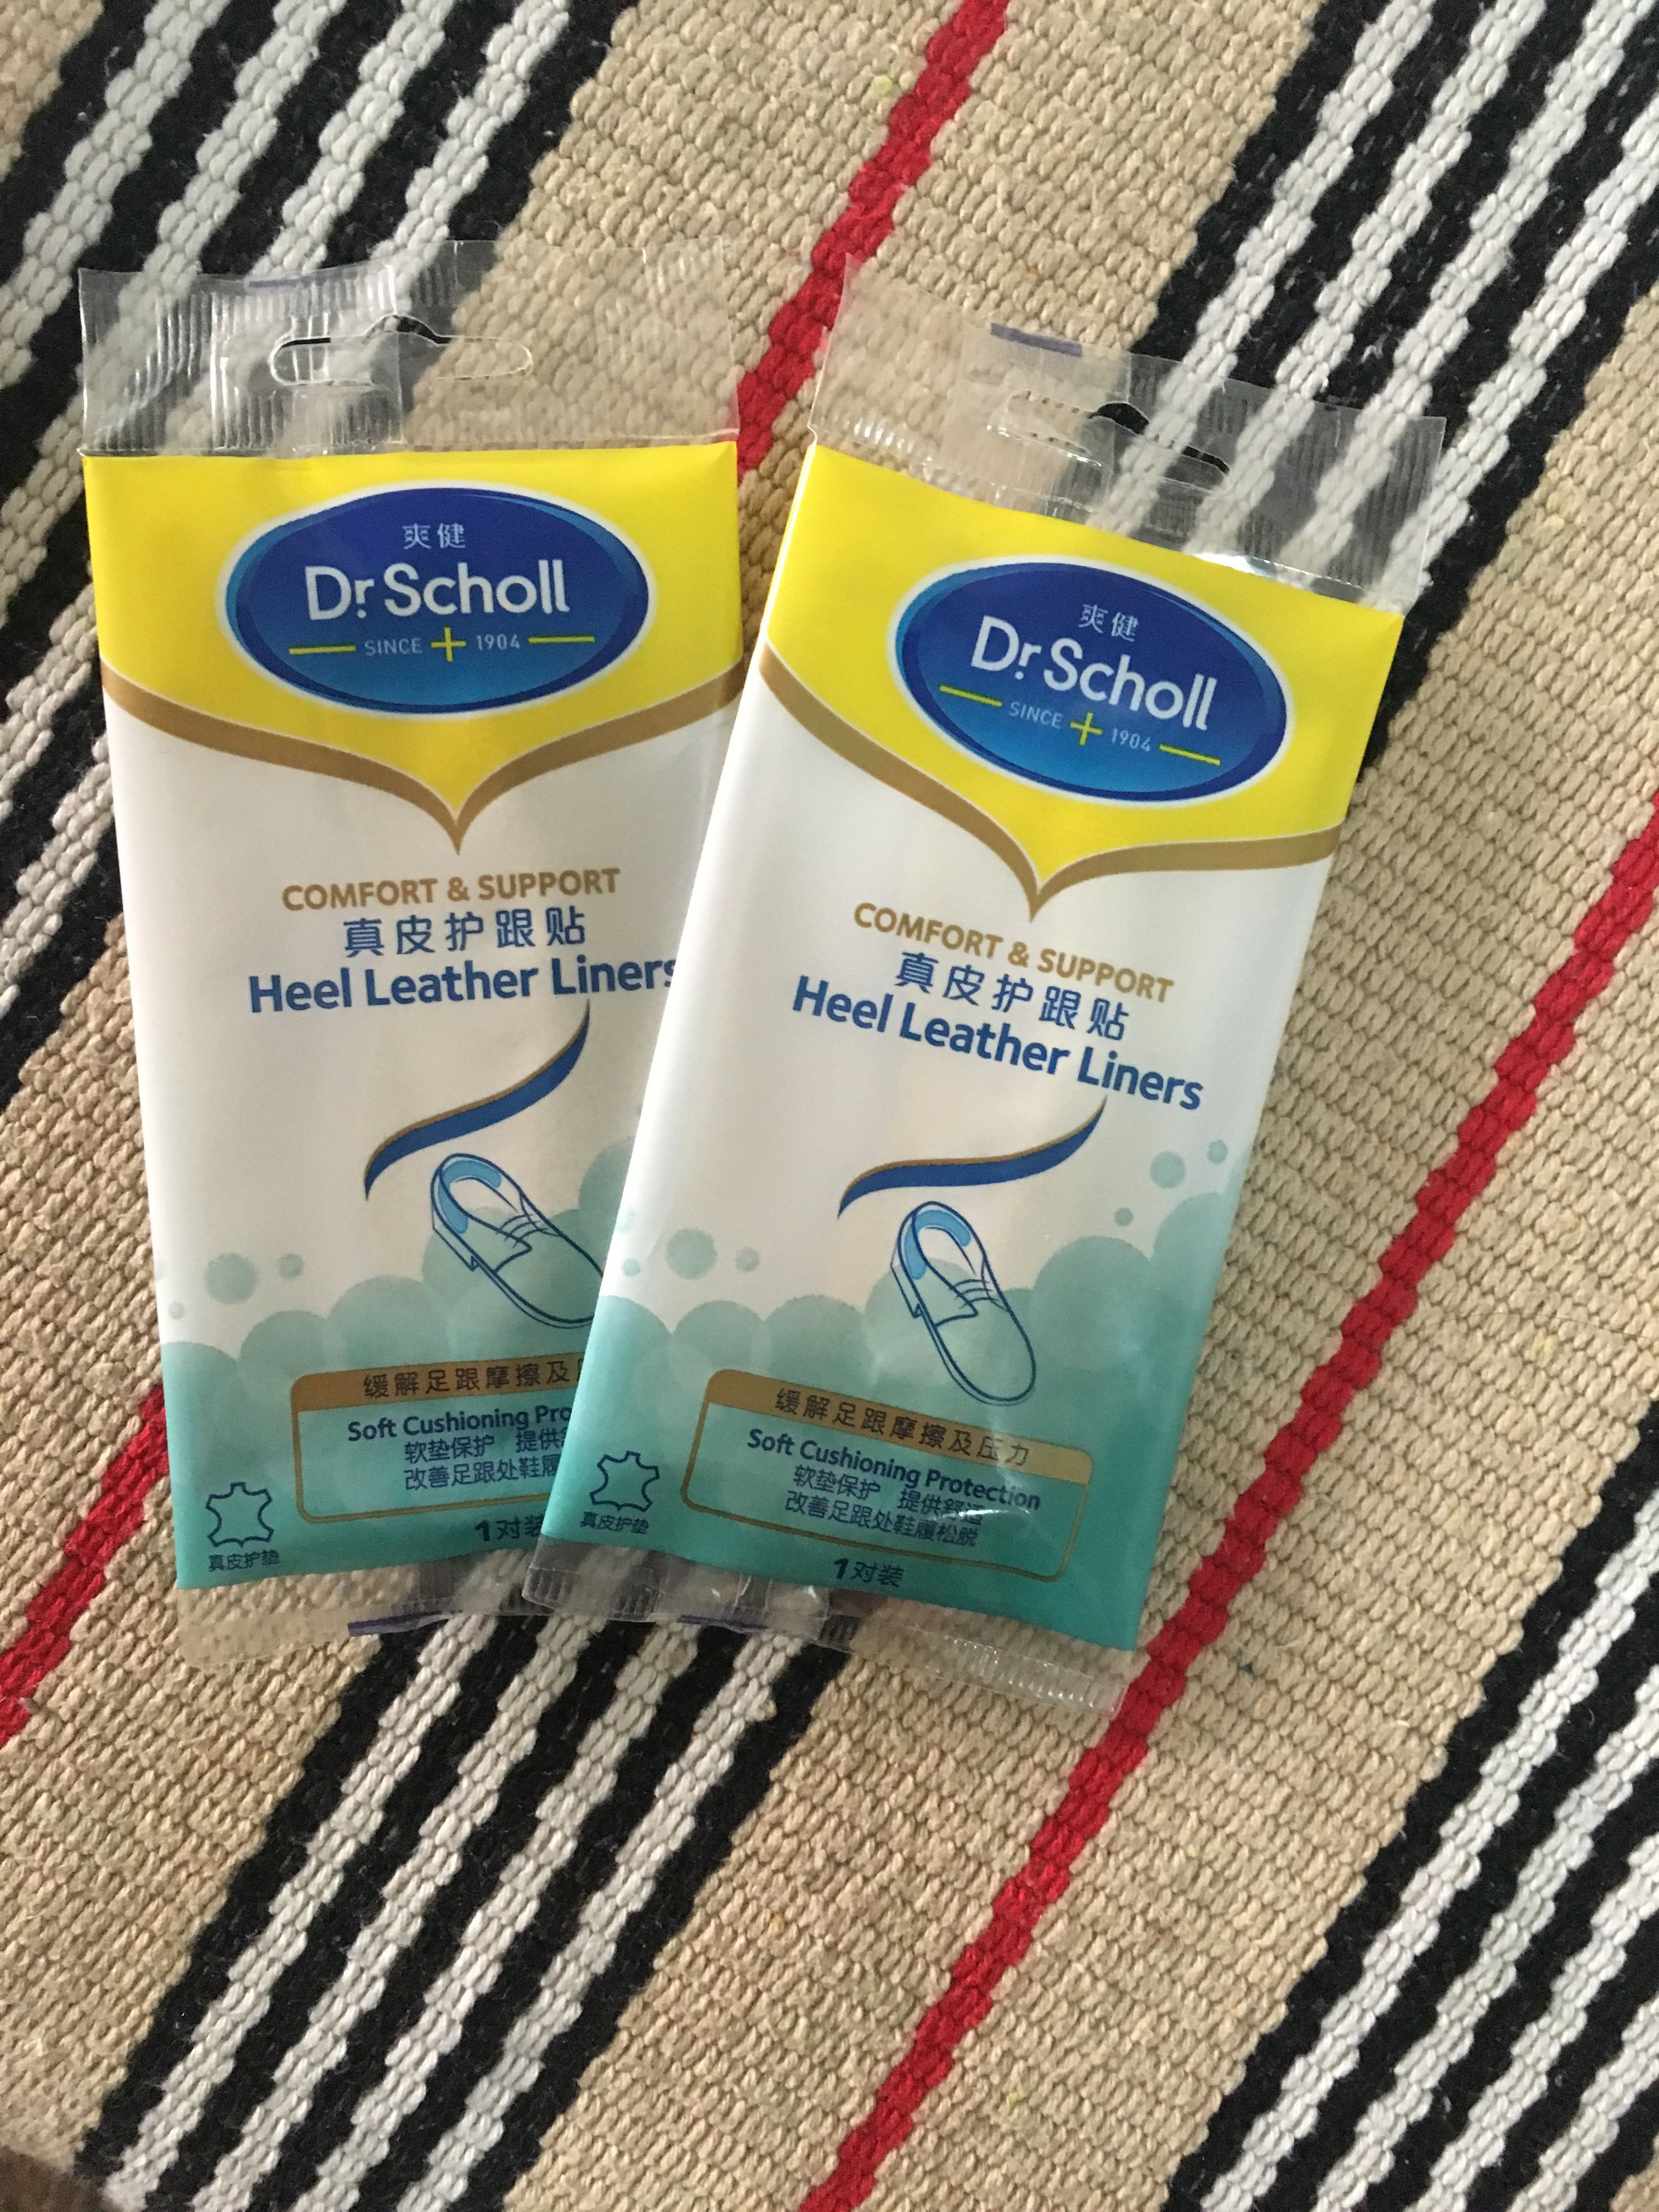 爽健
Dr. Scholl
SINCE 1904
COMFORT & SUPPORT
真皮护跟贴
Heel Leather Liners
缓解足跟摩擦及
Soft Cushioning
软垫保护 提供
改善足跟处鞋
真皮护垫
1对装
爽健
Dr. Scholl
SINCE 1904
COMFORT & SUPPORT
真皮护跟贴
Heel Leather Liners
缓解足跟摩擦及压力
Soft Cushioning Protection
软垫保护 提供舒适
改善足跟处鞋履松脱
真皮护垫
1对装